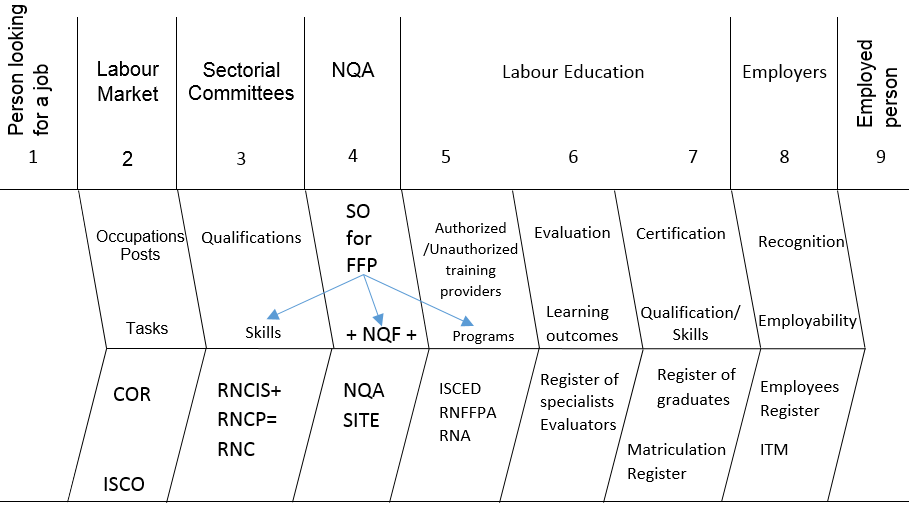 Person looking
for a job
1
Labour
Market
2
Sectorial
Committees
3
NQA
4
Labour Education
5
6
7
Employers
8
Employed
person
9
Occupations
Posts
Tasks
Qualifications
Skills
SO
for
FFP
+ NQF +
Authorized
/Unauthorized
training
providers
Programs
Evaluation
Learning
outcomes
Certification
Qualification/
Skills
Recognition
Employability
COR
ISCO
RNCIS+
RNCP=
RNC
NQA
SITE
ISCED
RNFFPA
RNA
Register of
specialists
Evaluators
Register of
graduates
Matriculation
Register
Employees
Register
ITM